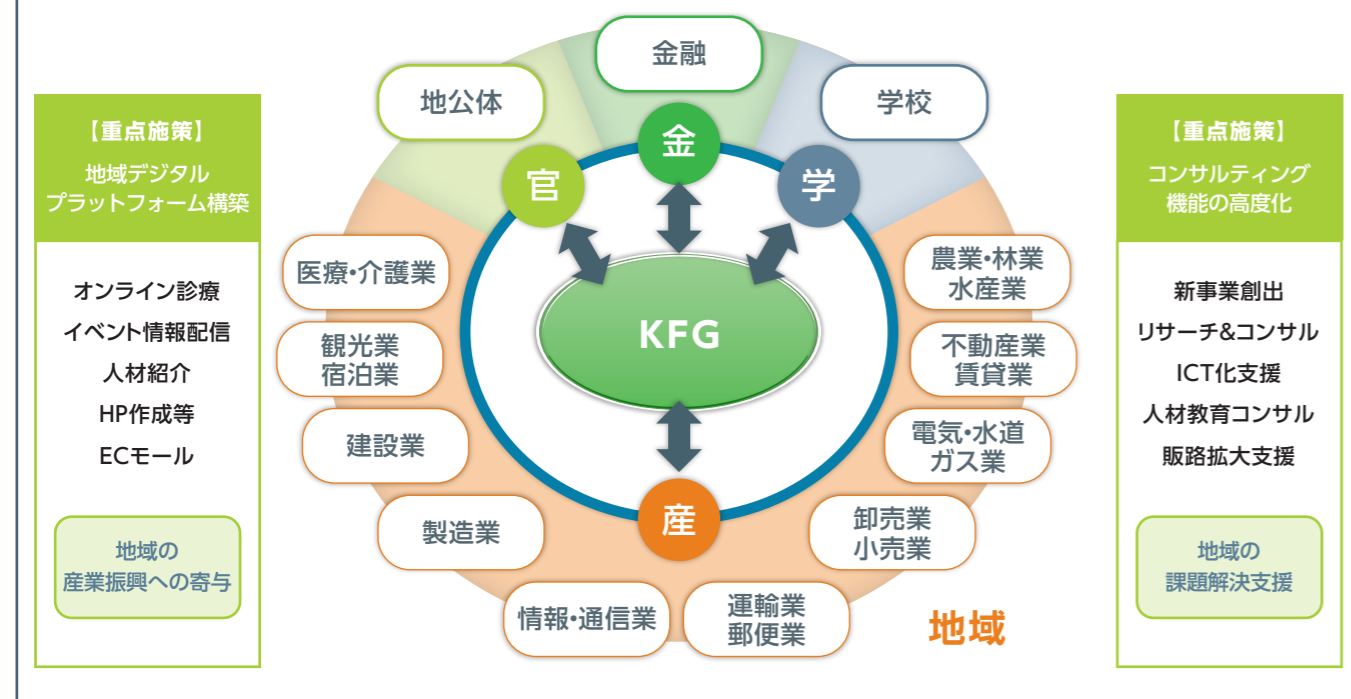 【重点施策】
地域デジタル
プラットフォーム構築
オンライン診療
イベント情報配信
人材紹介
HP作成等
ECモール
地域の
産業振興への寄与
金融
地公体
学校
金
官
学
KFG
産
医療・介護業
観光業
宿泊業
建設業
製造業
情報・通信業
農業・林業
水産業
不動産業
賃貸業
電気・水道
ガス業
卸売業
小売業
運輸業
郵便業
地域
【重点施策】
コンサルティング
機能の高度化
新事業創出
リサーチ&コンサル
ICT化支援
人材教育コンサル
販路拡大支援
地域の
課題解決支援